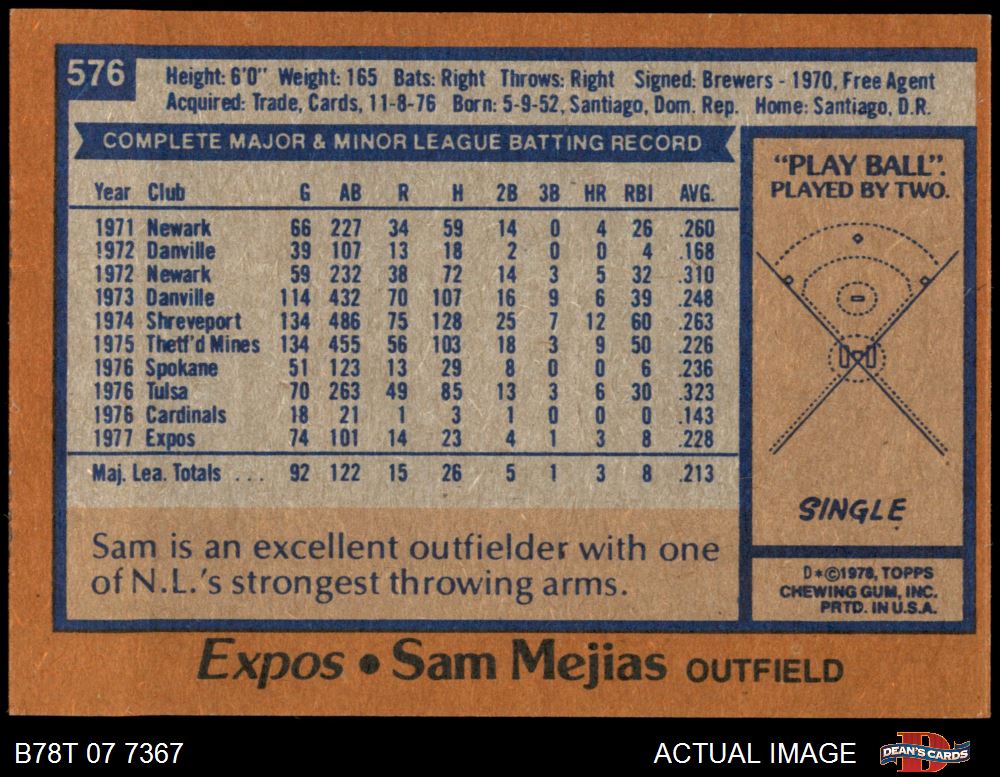 576
Height: 6'0" Weight: 165 Bats: Right Throws: Right Signed: Brewers - 1970, Free Agent
Acquired: Trade, Cards, 11-8-76 Born: 5-9-52, Santiago, Dom. Rep. Home: Santiago, D.R.
COMPLETE MAJOR & MINOR LEAGUE BATTING RECORD
Year Club G AB R H 2B 3B HR RBI AVG.
1971 Newark 66 227 34 59 14 0 4 26 .260
1972 Danville 39 107 13 18 2 0 0 4 .168
1972 Newark 59 232 38 72 14 3 5 32 .310
1973 Danville 114 432 70 107 16 9 6 39 .248
1974 Shreveport 134 486 75 128 25 7 12 60 .263
1975 Thetf'd Mines 134 455 56 103 18 3 9 50 .226
1976 Spokane 51 123 13 29 8 0 0 6 .236
1976 Tulsa 70 263 49 85 13 3 6 30 .323
1976 Cardinals 18 21 1 3 1 0 0 0 .143
1977 Expos 74 101 14 23 4 1 3 8 .228
Maj. Lea. Totals . . . 92 122 15 26 5 1 3 8 .213
Sam is an excellent outfielder with one
of N.L.'s strongest throwing arms.
"PLAY BALL".
PLAYED BY TWO.
SINGLE
D*©1978, TOPPS
CHEWING GUM, INC.
PRTD. IN U.S.A.
Expos • Sam Mejias OUTFIELD
B78T 07 7367
ACTUAL IMAGE
DEAN'S CARDS